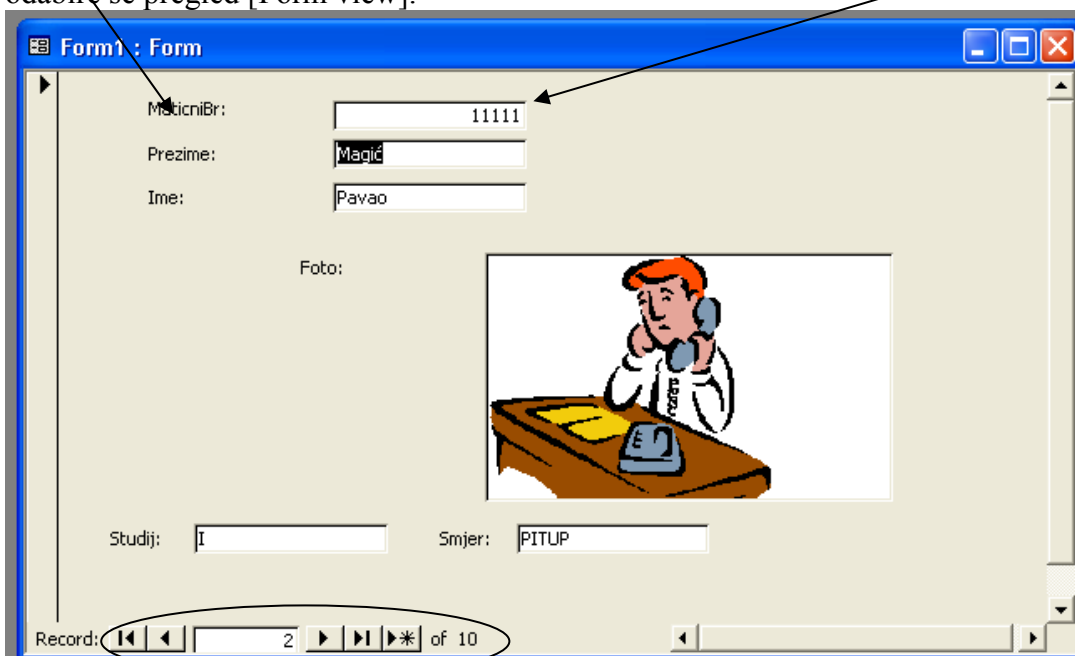 odabire se pregled [Form view].
Form1 : Form
MaticniBr: 11111
Prezime: Magić
Ime: Pavao
Foto:
Studij: I Smjer: PITUP
Record: 2 of 10